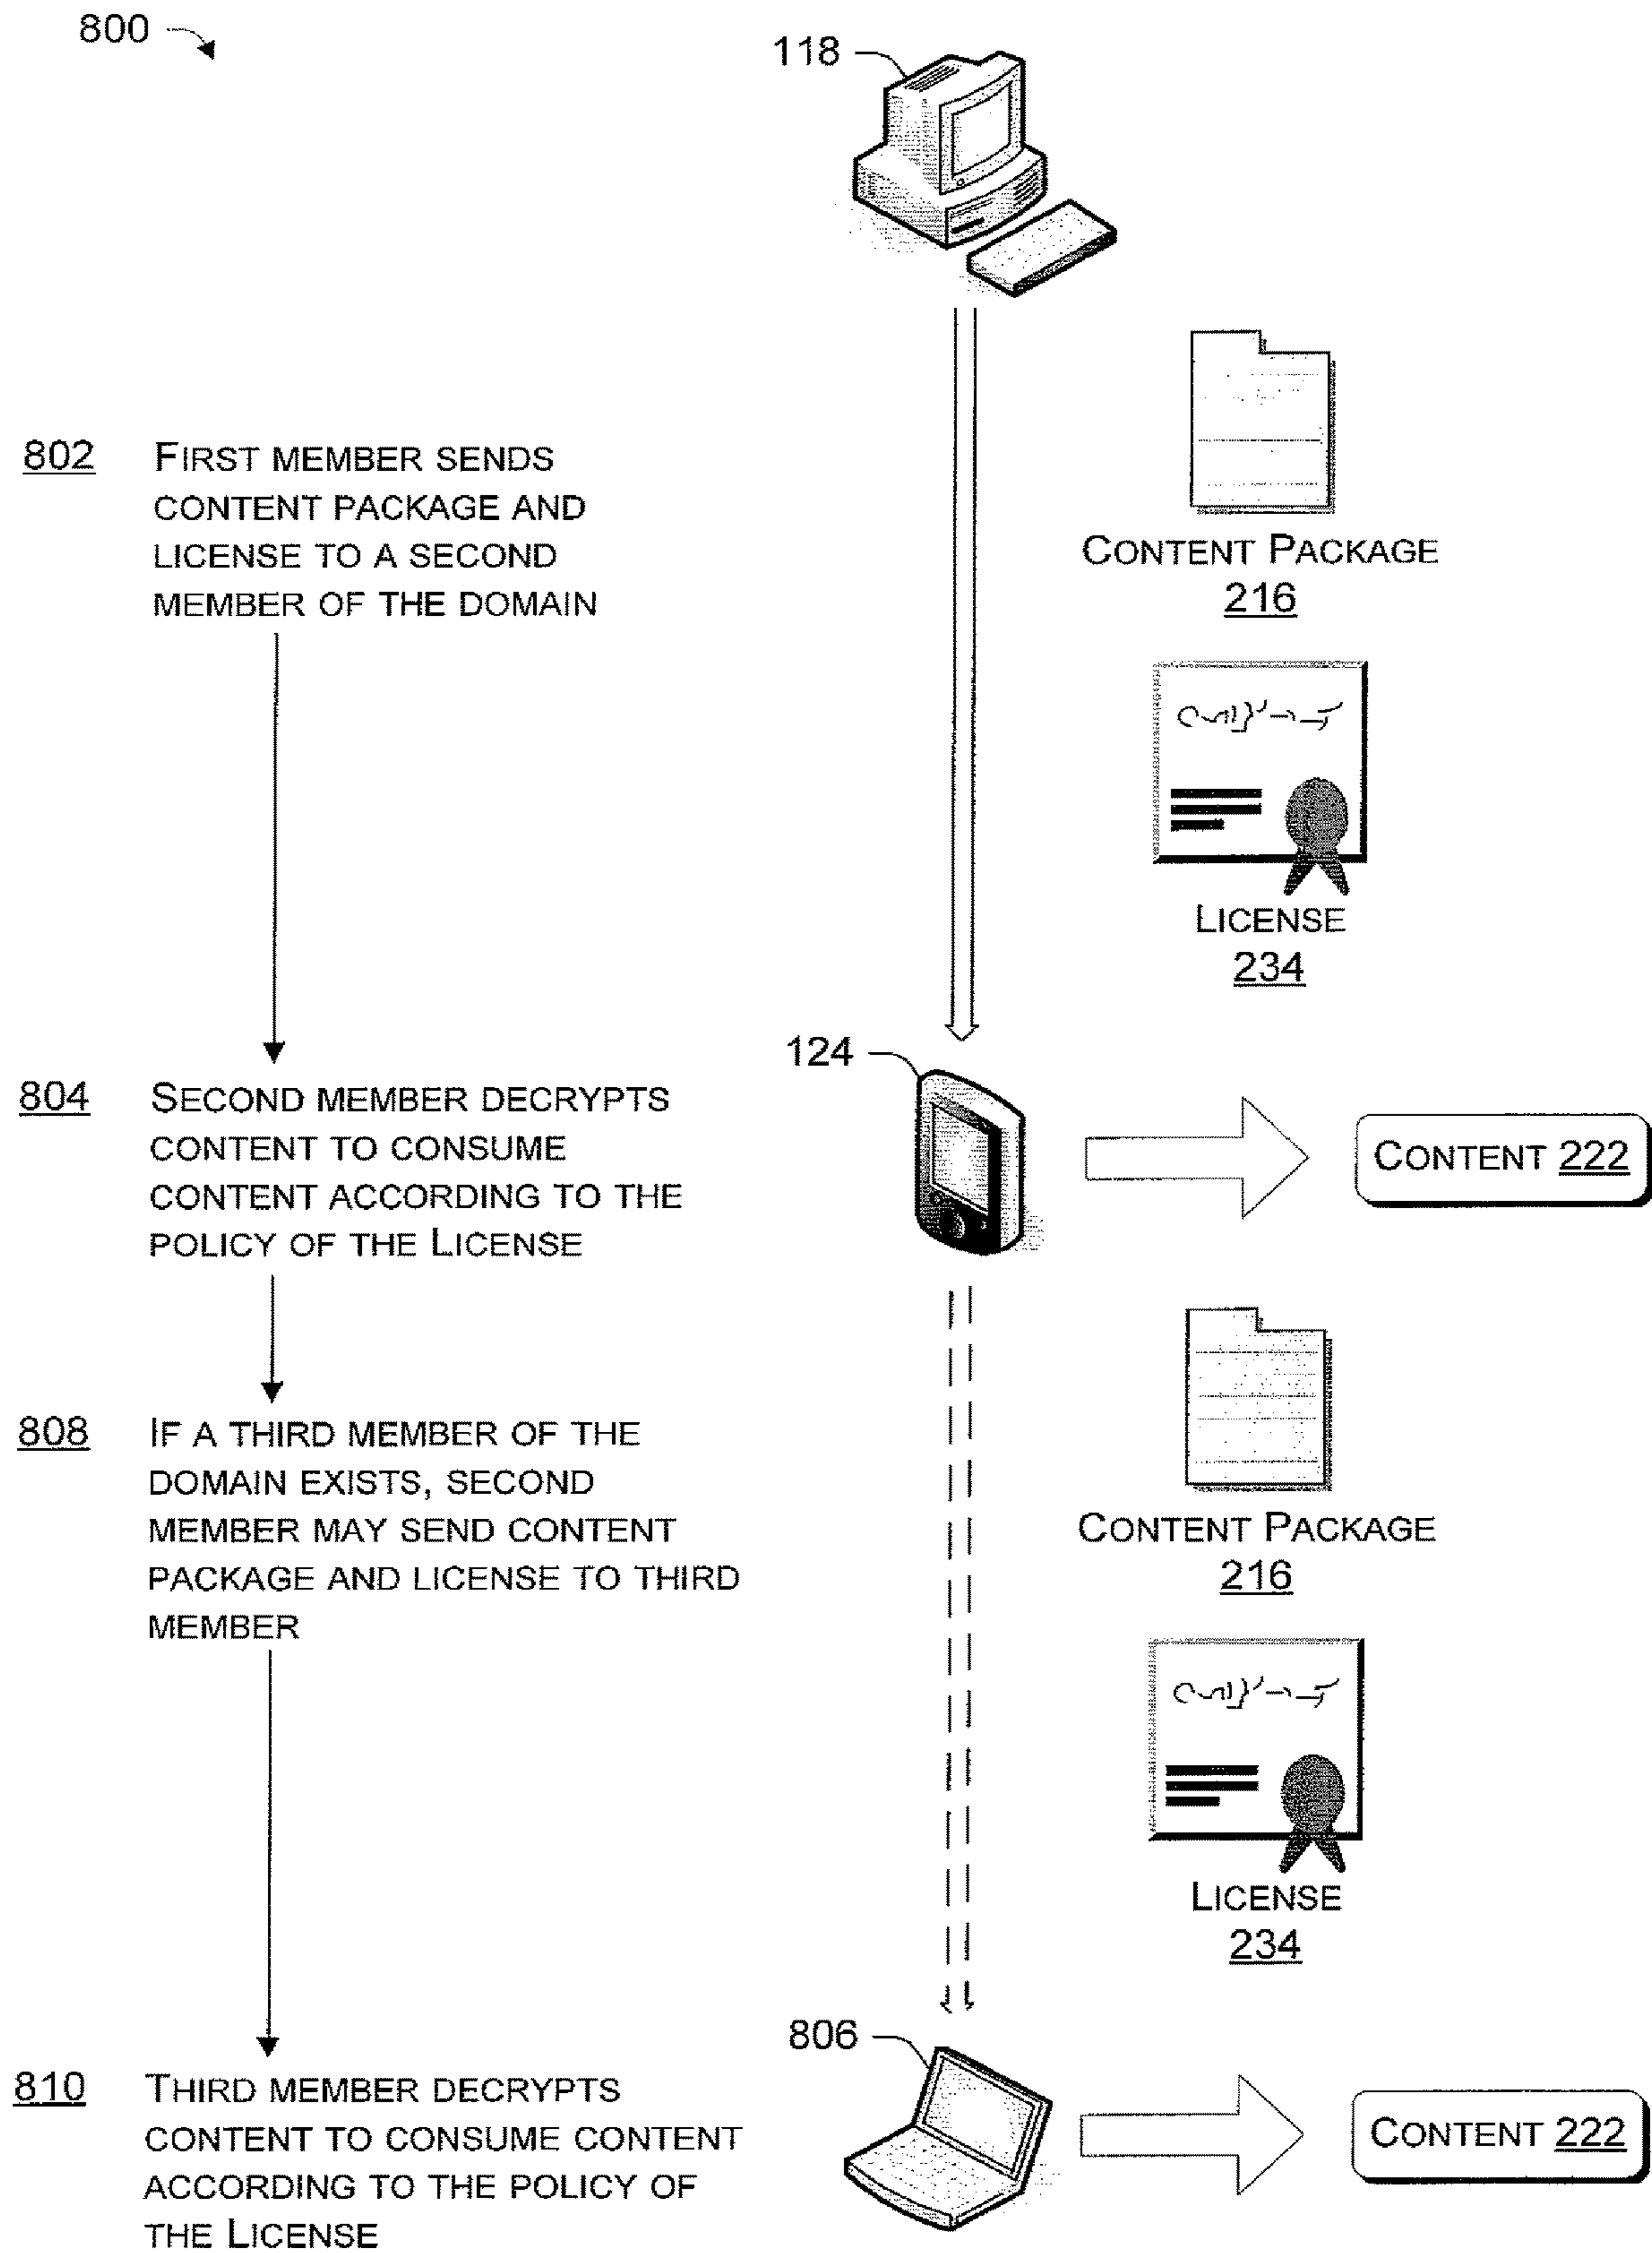 800
118
802 FIRST MEMBER SENDS
CONTENT PACKAGE AND
LICENSE TO A SECOND
MEMBER OF THE DOMAIN
CONTENT PACKAGE
216
LICENSE
234
124
804 SECOND MEMBER DECRYPTS
CONTENT TO CONSUME
CONTENT ACCORDING TO THE
POLICY OF THE LICENSE
CONTENT 222
808 IF A THIRD MEMBER OF THE
DOMAIN EXISTS, SECOND
MEMBER MAY SEND CONTENT
PACKAGE AND LICENSE TO THIRD
MEMBER
CONTENT PACKAGE
216
LICENSE
234
806
810 THIRD MEMBER DECRYPTS
CONTENT TO CONSUME CONTENT
ACCORDING TO THE POLICY OF
THE LICENSE
CONTENT 222